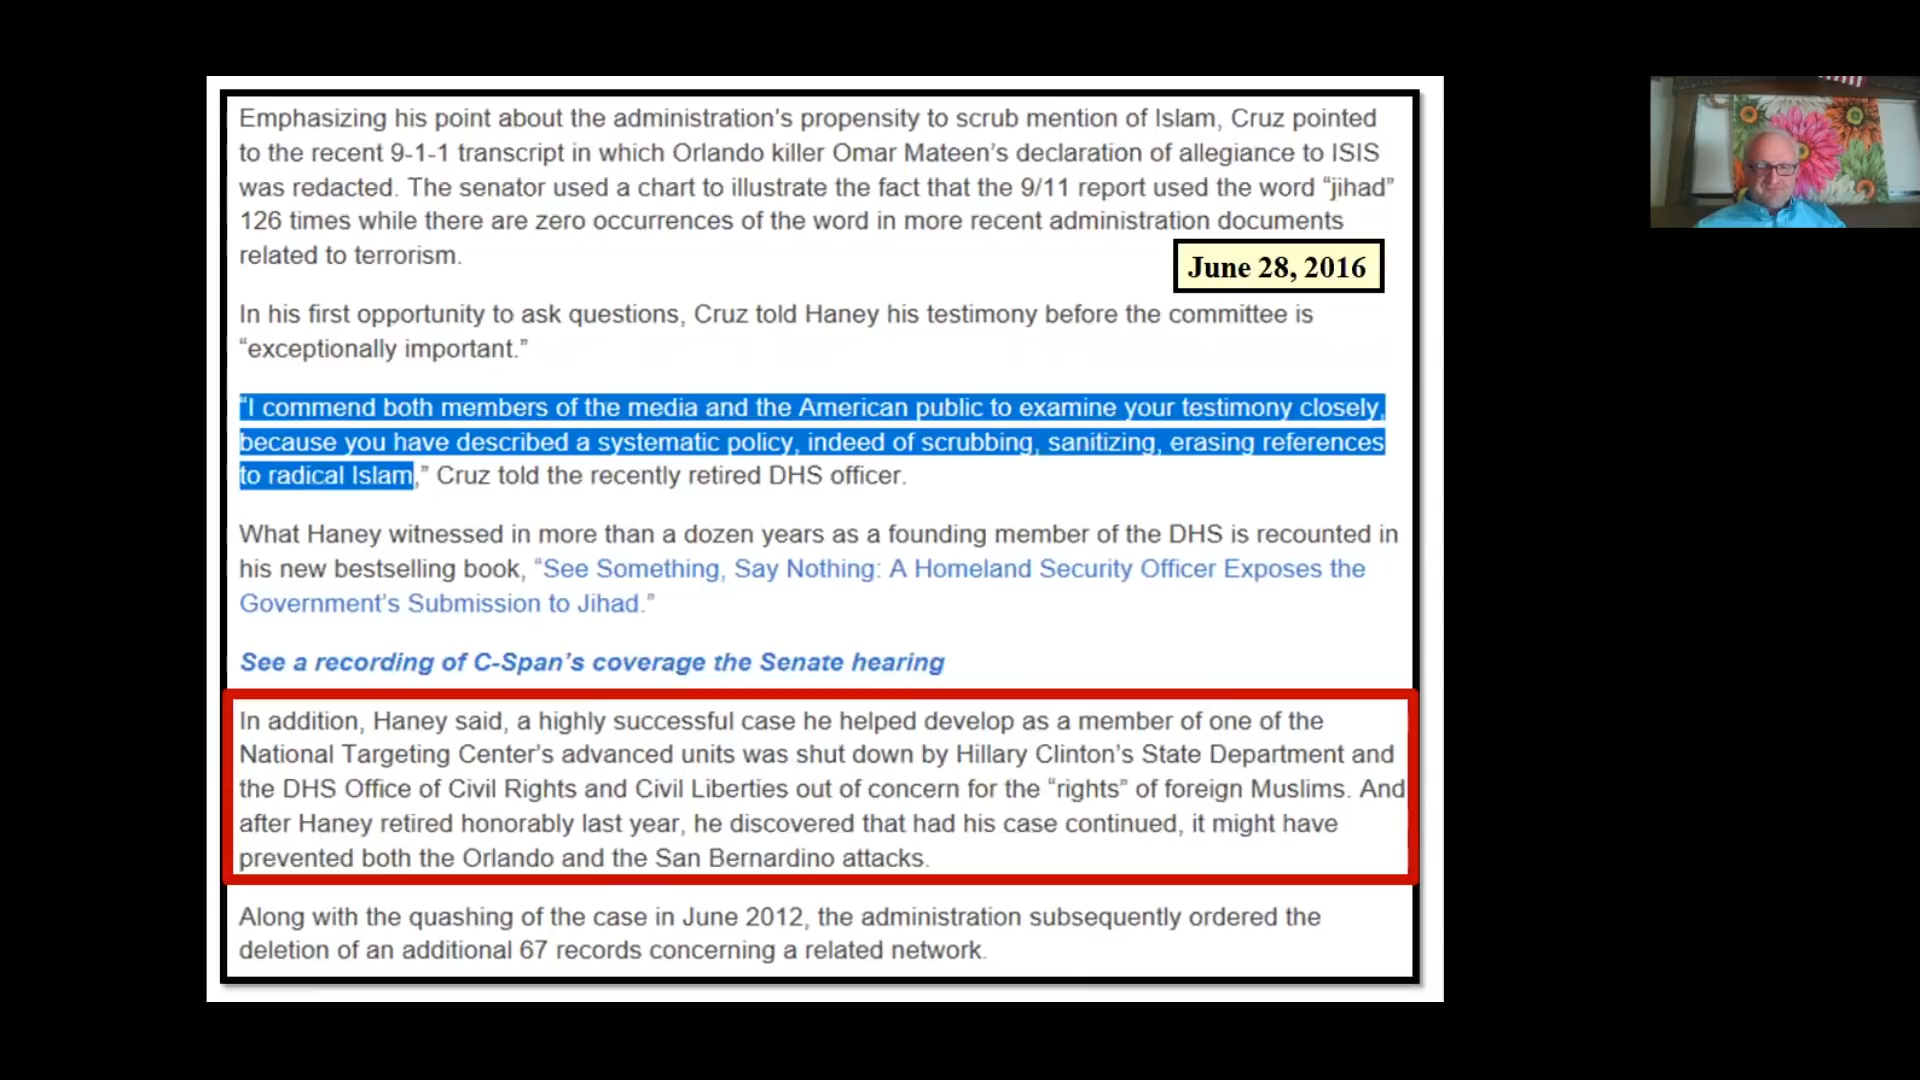 Emphasizing his point about the administration's propensity to scrub mention of Islam, Cruz pointed
to the recent 9-1-1 transcript in which Orlando killer Omar Mateen’s declaration of allegiance to ISIS
was redacted. The senator used a chart to illustrate the fact that the 9/11 report used the word “jihad”
126 times while there are zero occurrences of the word in more recent administration documents
related to terrorism.
June 28, 2016
In his first opportunity to ask questions, Cruz told Haney his testimony before the committee is
“exceptionally important.”
“I commend both members of the media and the American public to examine your testimony closely,
because you have described a systematic policy, indeed of scrubbing, sanitizing, erasing references
to radical Islam,” Cruz told the recently retired DHS officer.
What Haney witnessed in more than a dozen years as a founding member of the DHS is recounted in
his new bestselling book, “See Something, Say Nothing: A Homeland Security Officer Exposes the
Government’s Submission to Jihad.”
See a recording of C-Span’s coverage the Senate hearing
In addition, Haney said, a highly successful case he helped develop as a member of one of the
National Targeting Center’s advanced units was shut down by Hillary Clinton’s State Department and
the DHS Office of Civil Rights and Civil Liberties out of concern for the “rights” of foreign Muslims. And
after Haney retired honorably last year, he discovered that had his case continued, it might have
prevented both the Orlando and the San Bernardino attacks.
Along with the quashing of the case in June 2012, the administration subsequently ordered the
deletion of an additional 67 records concerning a related network.